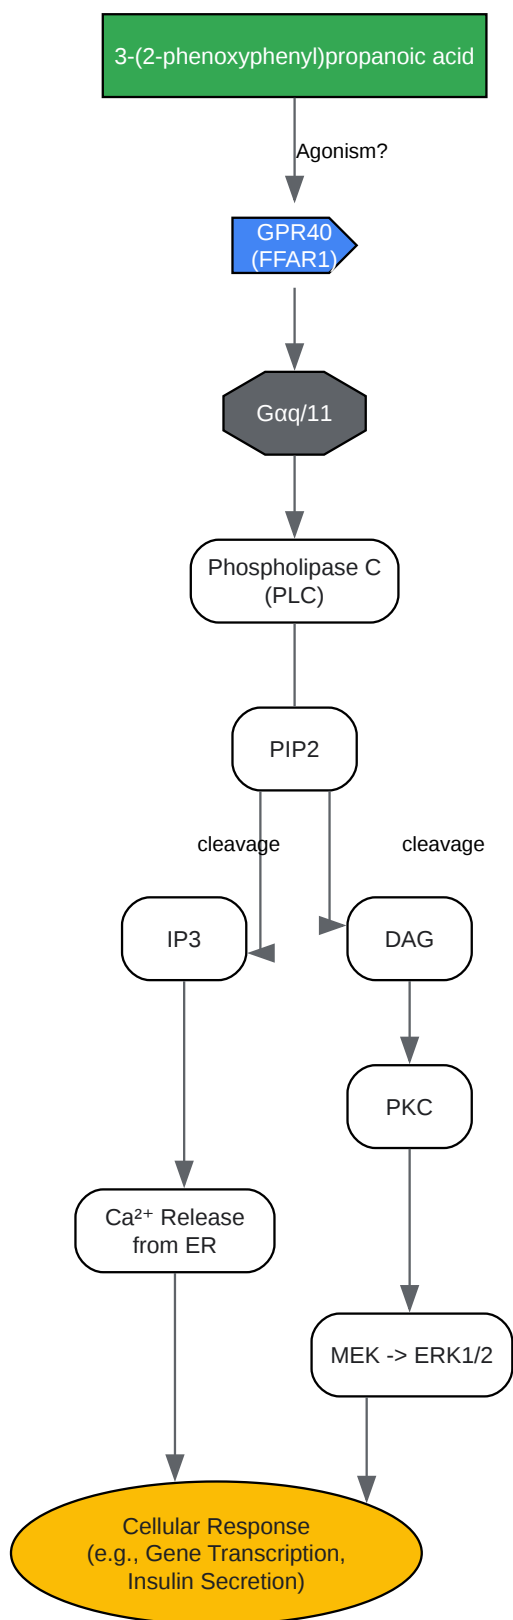 3-(2-phenoxyphenyl)propanoic acid
Agonism?
GPR40
(FFAR1)
Gαq/11
Phospholipase C
(PLC)
PIP2
cleavage
cleavage
IP3
DAG
PKC
Ca²⁺ Release
from ER
MEK -> ERK1/2
Cellular Response
(e.g., Gene Transcription,
Insulin Secretion)